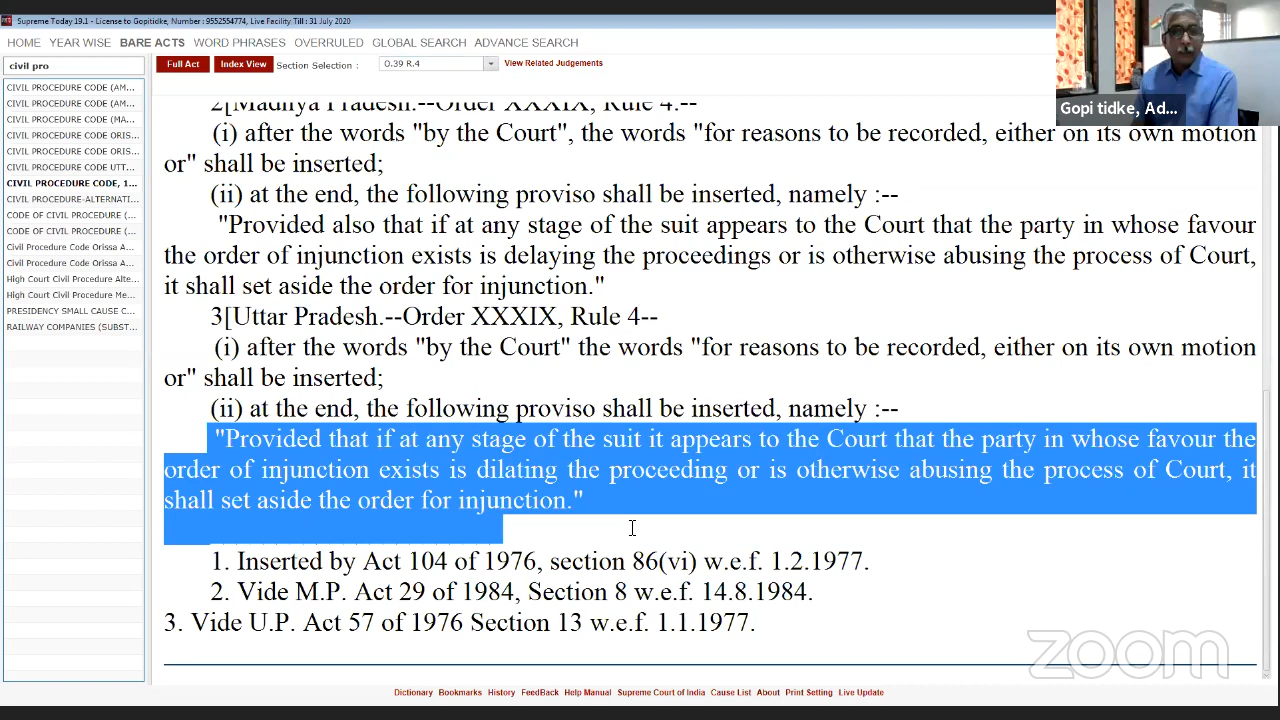 Supreme Today 19.1 - License to Gopitidke, Number : 9552554774, Live Facility Till : 31 July 2020
HOME YEAR WISE BARE ACTS WORD PHRASES OVERRULED GLOBAL SEARCH ADVANCE SEARCH
civil pro
Full Act Index View Section Selection : O.39 R.4 View Related Judgements
CIVIL PROCEDURE CODE (AM...
CIVIL PROCEDURE CODE (AM...
CIVIL PROCEDURE CODE (MA...
CIVIL PROCEDURE CODE ORIS...
CIVIL PROCEDURE CODE ORIS...
CIVIL PROCEDURE CODE UTT...
CIVIL PROCEDURE CODE, 1...
CIVIL PROCEDURE-ALTERNATI...
CODE OF CIVIL PROCEDURE (...
CODE OF CIVIL PROCEDURE (...
Civil Procedure Code Orissa A...
Civil Procedure Code Orissa A...
High Court Civil Procedure Alte...
High Court Civil Procedure Me...
PRESIDENCY SMALL CAUSE C...
RAILWAY COMPANIES (SUBST...
2[Madhya Pradesh.--Order XXXIX, Rule 4.--
(i) after the words "by the Court", the words "for reasons to be recorded, either on its own motion
or" shall be inserted;
(ii) at the end, the following proviso shall be inserted, namely :--
"Provided also that if at any stage of the suit appears to the Court that the party in whose favour
the order of injunction exists is delaying the proceedings or is otherwise abusing the process of Court,
it shall set aside the order for injunction."
3[Uttar Pradesh.--Order XXXIX, Rule 4--
(i) after the words "by the Court" the words "for reasons to be recorded, either on its own motion
or" shall be inserted;
(ii) at the end, the following proviso shall be inserted, namely :--
"Provided that if at any stage of the suit it appears to the Court that the party in whose favour the
order of injunction exists is dilating the proceeding or is otherwise abusing the process of Court, it
shall set aside the order for injunction."
1. Inserted by Act 104 of 1976, section 86(vi) w.e.f. 1.2.1977.
2. Vide M.P. Act 29 of 1984, Section 8 w.e.f. 14.8.1984.
3. Vide U.P. Act 57 of 1976 Section 13 w.e.f. 1.1.1977.
Gopi tidke, Ad...
zoom
Dictionary Bookmarks History FeedBack Help Manual Supreme Court of India Cause List About Print Setting Live Update